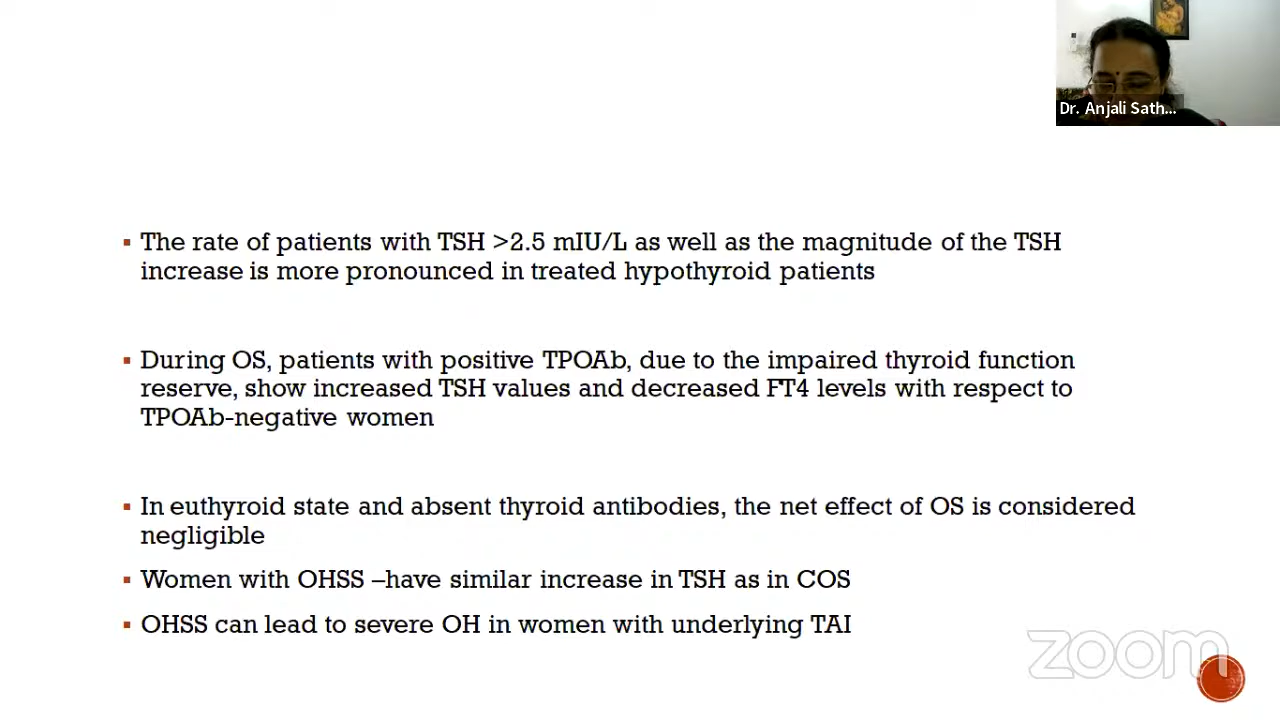 Dr. Anjali Sath...
▪ The rate of patients with TSH >2.5 mIU/L as well as the magnitude of the TSH
increase is more pronounced in treated hypothyroid patients
▪ During OS, patients with positive TPOAb, due to the impaired thyroid function
reserve, show increased TSH values and decreased FT4 levels with respect to
TPOAb-negative women
▪ In euthyroid state and absent thyroid antibodies, the net effect of OS is considered
negligible
▪ Women with OHSS –have similar increase in TSH as in COS
▪ OHSS can lead to severe OH in women with underlying TAI
zoom